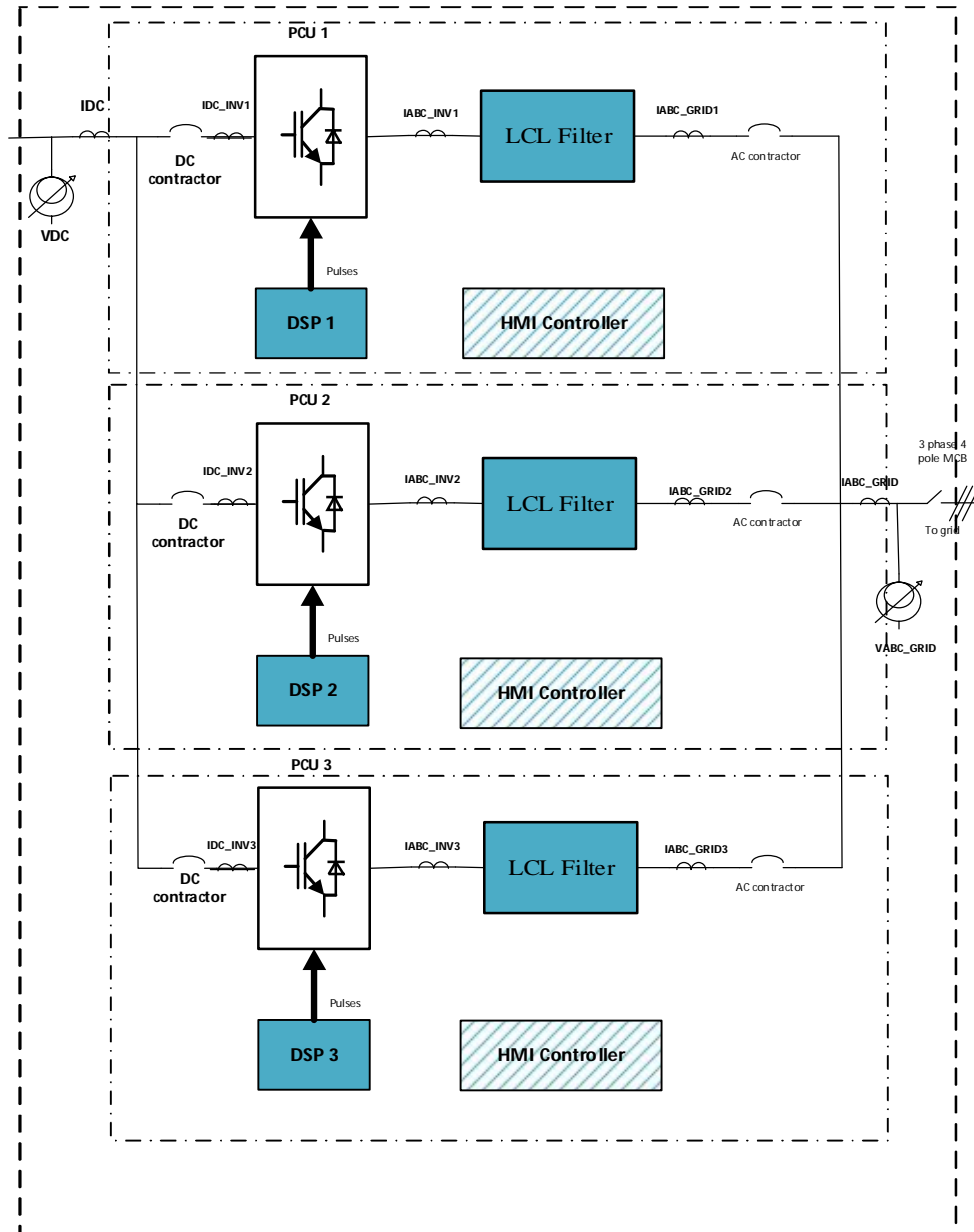 PCU 1
IDC
IDC_INV1
IABC_INV1
IABC_GRID1
LCL Filter
DC
contractor
AC contractor
VDC
Pulses
DSP 1
HMI Controller
PCU 2
IDC_INV2
IABC_INV2
IABC_GRID2
IABC_GRID
3 phase 4
pole MCB
LCL Filter
DC
contractor
AC contractor
To grid
Pulses
VABC_GRID
DSP 2
HMI Controller
PCU 3
IDC_INV3
IABC_INV3
IABC_GRID3
LCL Filter
DC
contractor
AC contractor
Pulses
DSP 3
HMI Controller